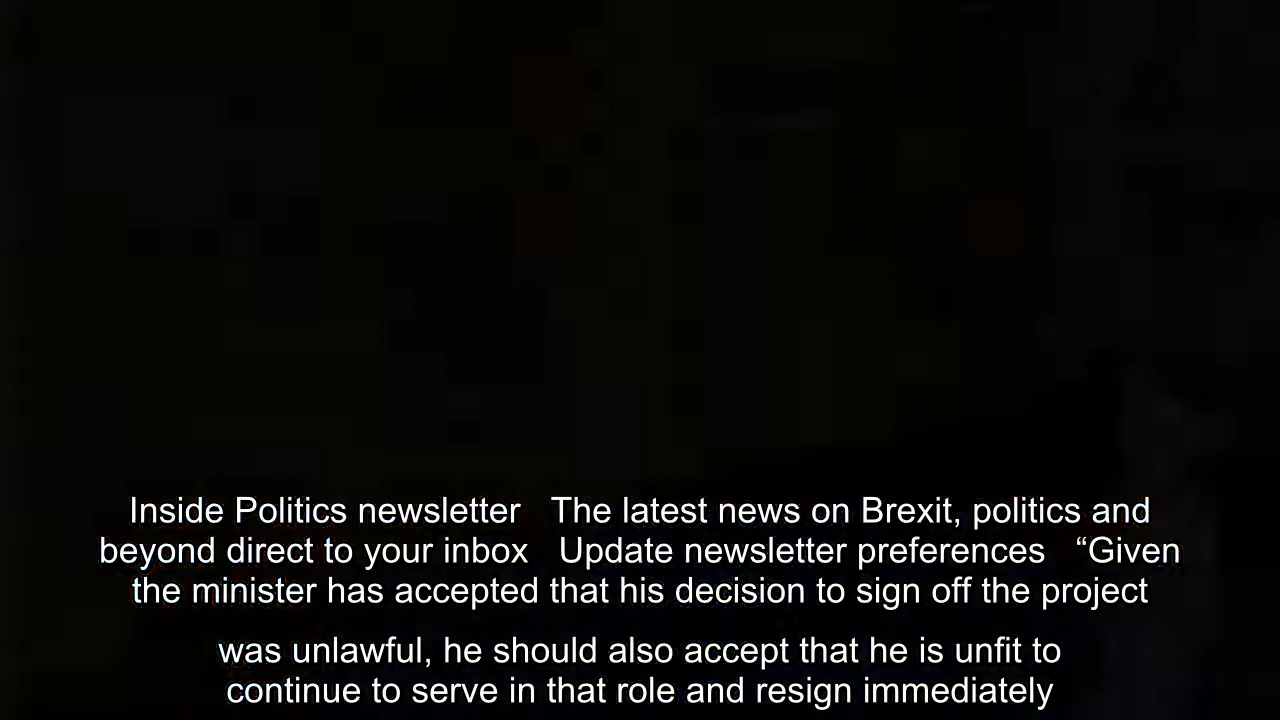 Inside Politics newsletter   The latest news on Brexit, politics and
beyond direct to your inbox   Update newsletter preferences   “Given
the minister has accepted that his decision to sign off the project
was unlawful, he should also accept that he is unfit to
continue to serve in that role and resign immediately